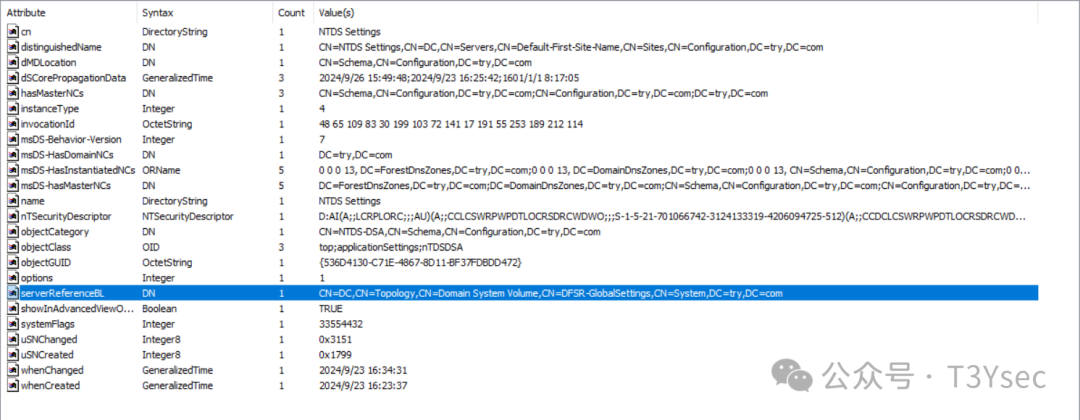 Attribute Syntax Count Value(s)
cn DirectoryString 1 NTDS Settings
distinguishedName DN 1 CN=NTDS Settings,CN=DC,CN=Servers,CN=Default-First-Site-Name,CN=Sites,CN=Configuration,DC=try,DC=com
dMDLocation DN 1 CN=Schema,CN=Configuration,DC=try,DC=com
dSCorePropagationData GeneralizedTime 3 2024/9/26 15:49:48;2024/9/23 16:25:42;1601/1/1 8:17:05
hasMasterNCs DN 3 CN=Schema,CN=Configuration,DC=try,DC=com;CN=Configuration,DC=try,DC=com;DC=try,DC=com
instanceType Integer 1 4
invocationId OctetString 1 48 65 109 83 30 199 103 72 141 17 191 55 253 189 212 114
msDS-Behavior-Version Integer 1 7
msDS-HasDomainNCs DN 1 DC=try,DC=com
msDS-HasInstantiatedNCs ORName 5 0 0 0 13, DC=ForestDnsZones,DC=try,DC=com;0 0 0 13, DC=DomainDnsZones,DC=try,DC=com;0 0 0 13, CN=Schema,CN=Configuration,DC=try,DC=com;0 0...
msDS-hasMasterNCs DN 5 DC=ForestDnsZones,DC=try,DC=com;DC=DomainDnsZones,DC=try,DC=com;CN=Schema,CN=Configuration,DC=try,DC=com;CN=Configuration,DC=try,DC=...
name DirectoryString 1 NTDS Settings
nTSecurityDescriptor NTSecurityDescriptor 1 D:AI(A;;LCRPLORC;;;AU)(A;;CCLCSWRPWPDTLOCRSDRCWDWO;;;S-1-5-21-701066742-3124133319-4206094725-512)(A;;CCDCLCSWRPWPDTLOCRSDRCWD...
objectCategory DN 1 CN=NTDS-DSA,CN=Schema,CN=Configuration,DC=try,DC=com
objectClass OID 3 top;applicationSettings;nTDSDSA
objectGUID OctetString 1 {536D4130-C71E-4867-8D11-BF37FDBDD472}
options Integer 1 1
serverReferenceBL DN 1 CN=DC,CN=Topology,CN=Domain System Volume,CN=DFSR-GlobalSettings,CN=System,DC=try,DC=com
showInAdvancedViewO... Boolean 1 TRUE
systemFlags Integer 1 33554432
uSNChanged Integer8 1 0x3151
uSNCreated Integer8 1 0x1799
whenChanged GeneralizedTime 1 2024/9/23 16:34:31
whenCreated GeneralizedTime 1 2024/9/23 16:23:37
公众号 · T3Ysec